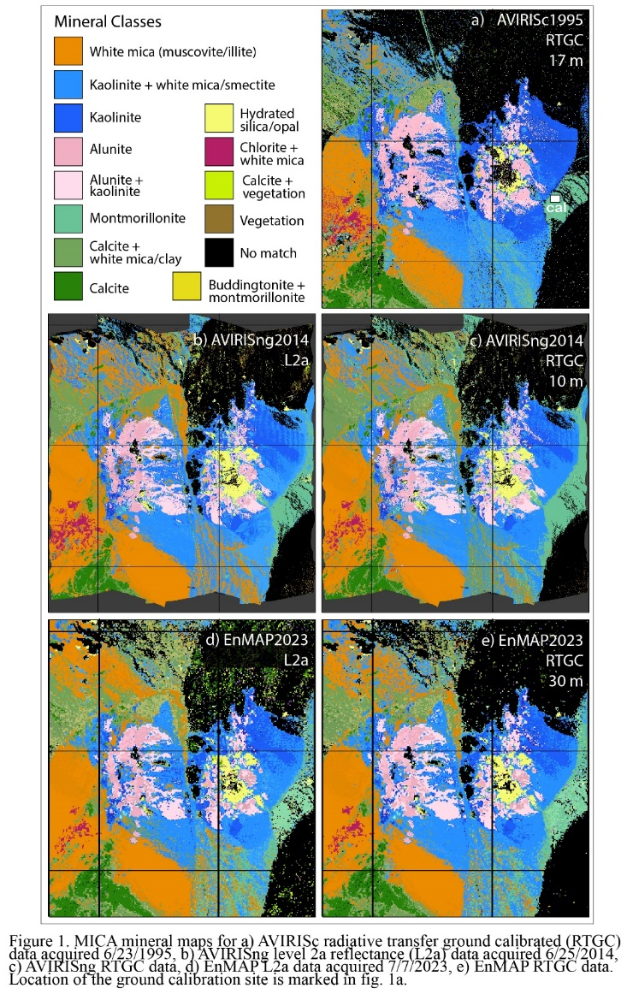 Mineral Classes
White mica (muscovite/illite)
Kaolinite + white mica/smectite
Kaolinite
Alunite
Alunite +
kaolinite
Montmorillonite
Calcite +
white mica/clay
Calcite
Hydrated
silica/opal
Chlorite +
white mica
Calcite +
vegetation
Vegetation
No match
Buddingtonite +
montmorillonite
a) AVIRISc1995
RTGC
17 m
cal
b) AVIRISng2014
L2a
c) AVIRISng2014
RTGC
10 m
d) EnMAP2023
L2a
e) EnMAP2023
RTGC
30 m
Figure 1. MICA mineral maps for a) AVIRISc radiative transfer ground calibrated (RTGC)
data acquired 6/23/1995, b) AVIRISng level 2a reflectance (L2a) data acquired 6/25/2014,
c) AVIRISng RTGC data, d) EnMAP L2a data acquired 7/7/2023, e) EnMAP RTGC data.
Location of the ground calibration site is marked in fig. 1a.